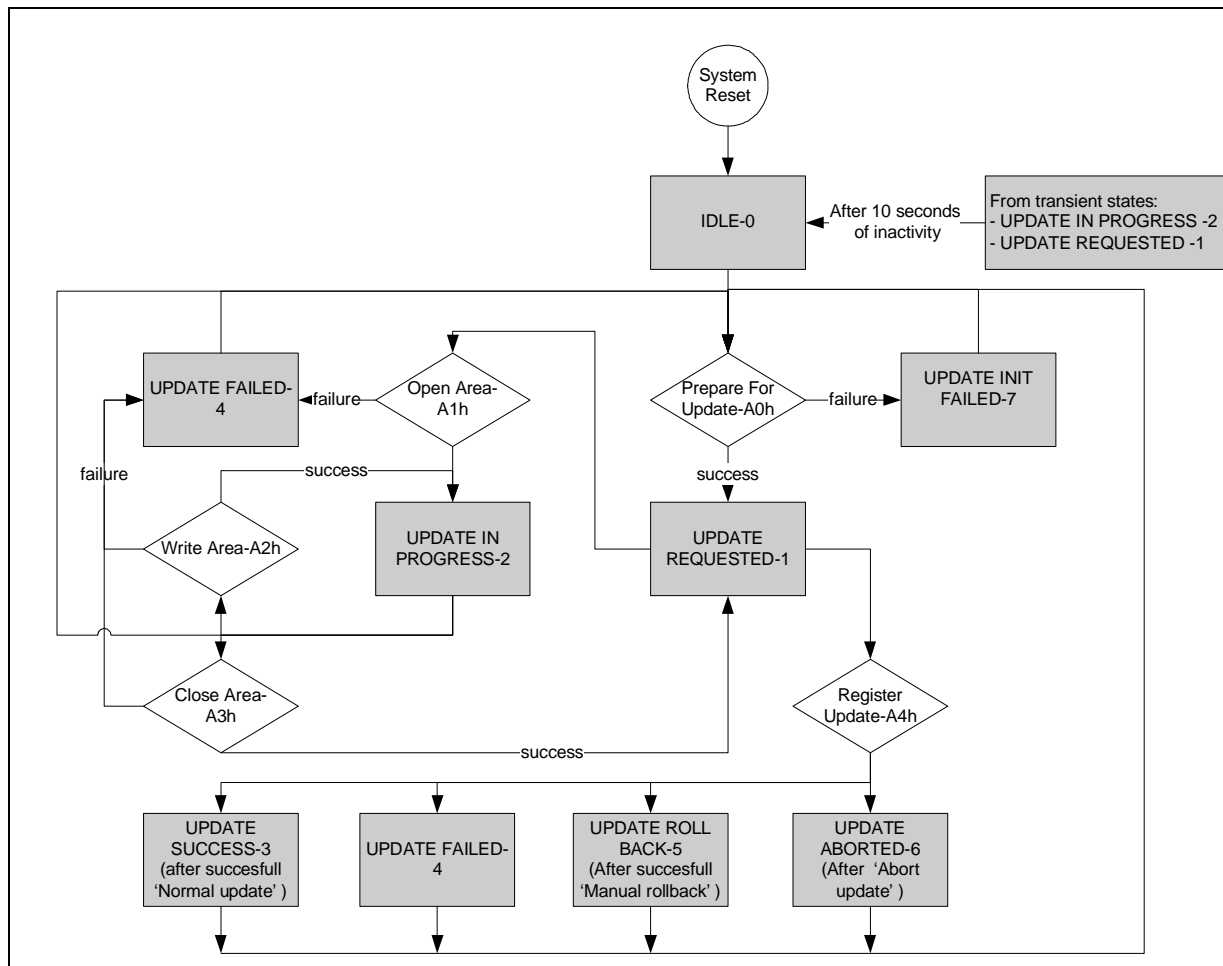 System
Reset
IDLE-0
After 10 seconds
of inactivity
From transient states:
- UPDATE IN PROGRESS -2
- UPDATE REQUESTED -1
UPDATE FAILED-
4
failure
Open Area-
A1h
Prepare For
Update-A0h
failure
UPDATE INIT
FAILED-7
failure
success
success
Write Area-A2h
UPDATE IN
PROGRESS-2
UPDATE
REQUESTED-1
Close Area-
A3h
Register
Update-A4h
success
UPDATE
SUCCESS-3
(after succesfull
‘Normal update’ )
UPDATE FAILED-
4
UPDATE ROLL
BACK-5
(After succesfull
‘Manual rollback’ )
UPDATE
ABORTED-6
(After ‘Abort
update’ )